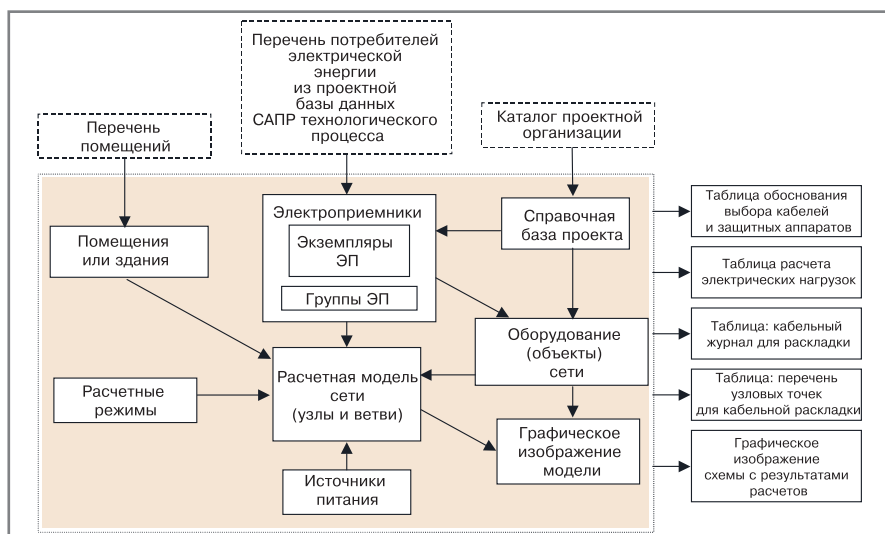 Перечень потребителей
электрической
энергии
из проектной
базы данных
САПР технологического
процесса
Каталог проектной
организации
Перечень
помещений
Электроприемники
Экземпляры
ЭП
Группы ЭП
Справочная
база проекта
Помещения
или здания
Оборудование
(объекты)
сети
Расчетная модель
сети
(узлы и ветви)
Расчетные
режимы
Графическое
изображение
модели
Источники
питания
Таблица обоснования
выбора кабелей
и защитных аппаратов
Таблица расчета
электрических нагрузок
Таблица: кабельный
журнал для раскладки
Таблица: перечень
узловых точек
для кабельной раскладки
Графическое
изображение
схемы с результатами
расчетов